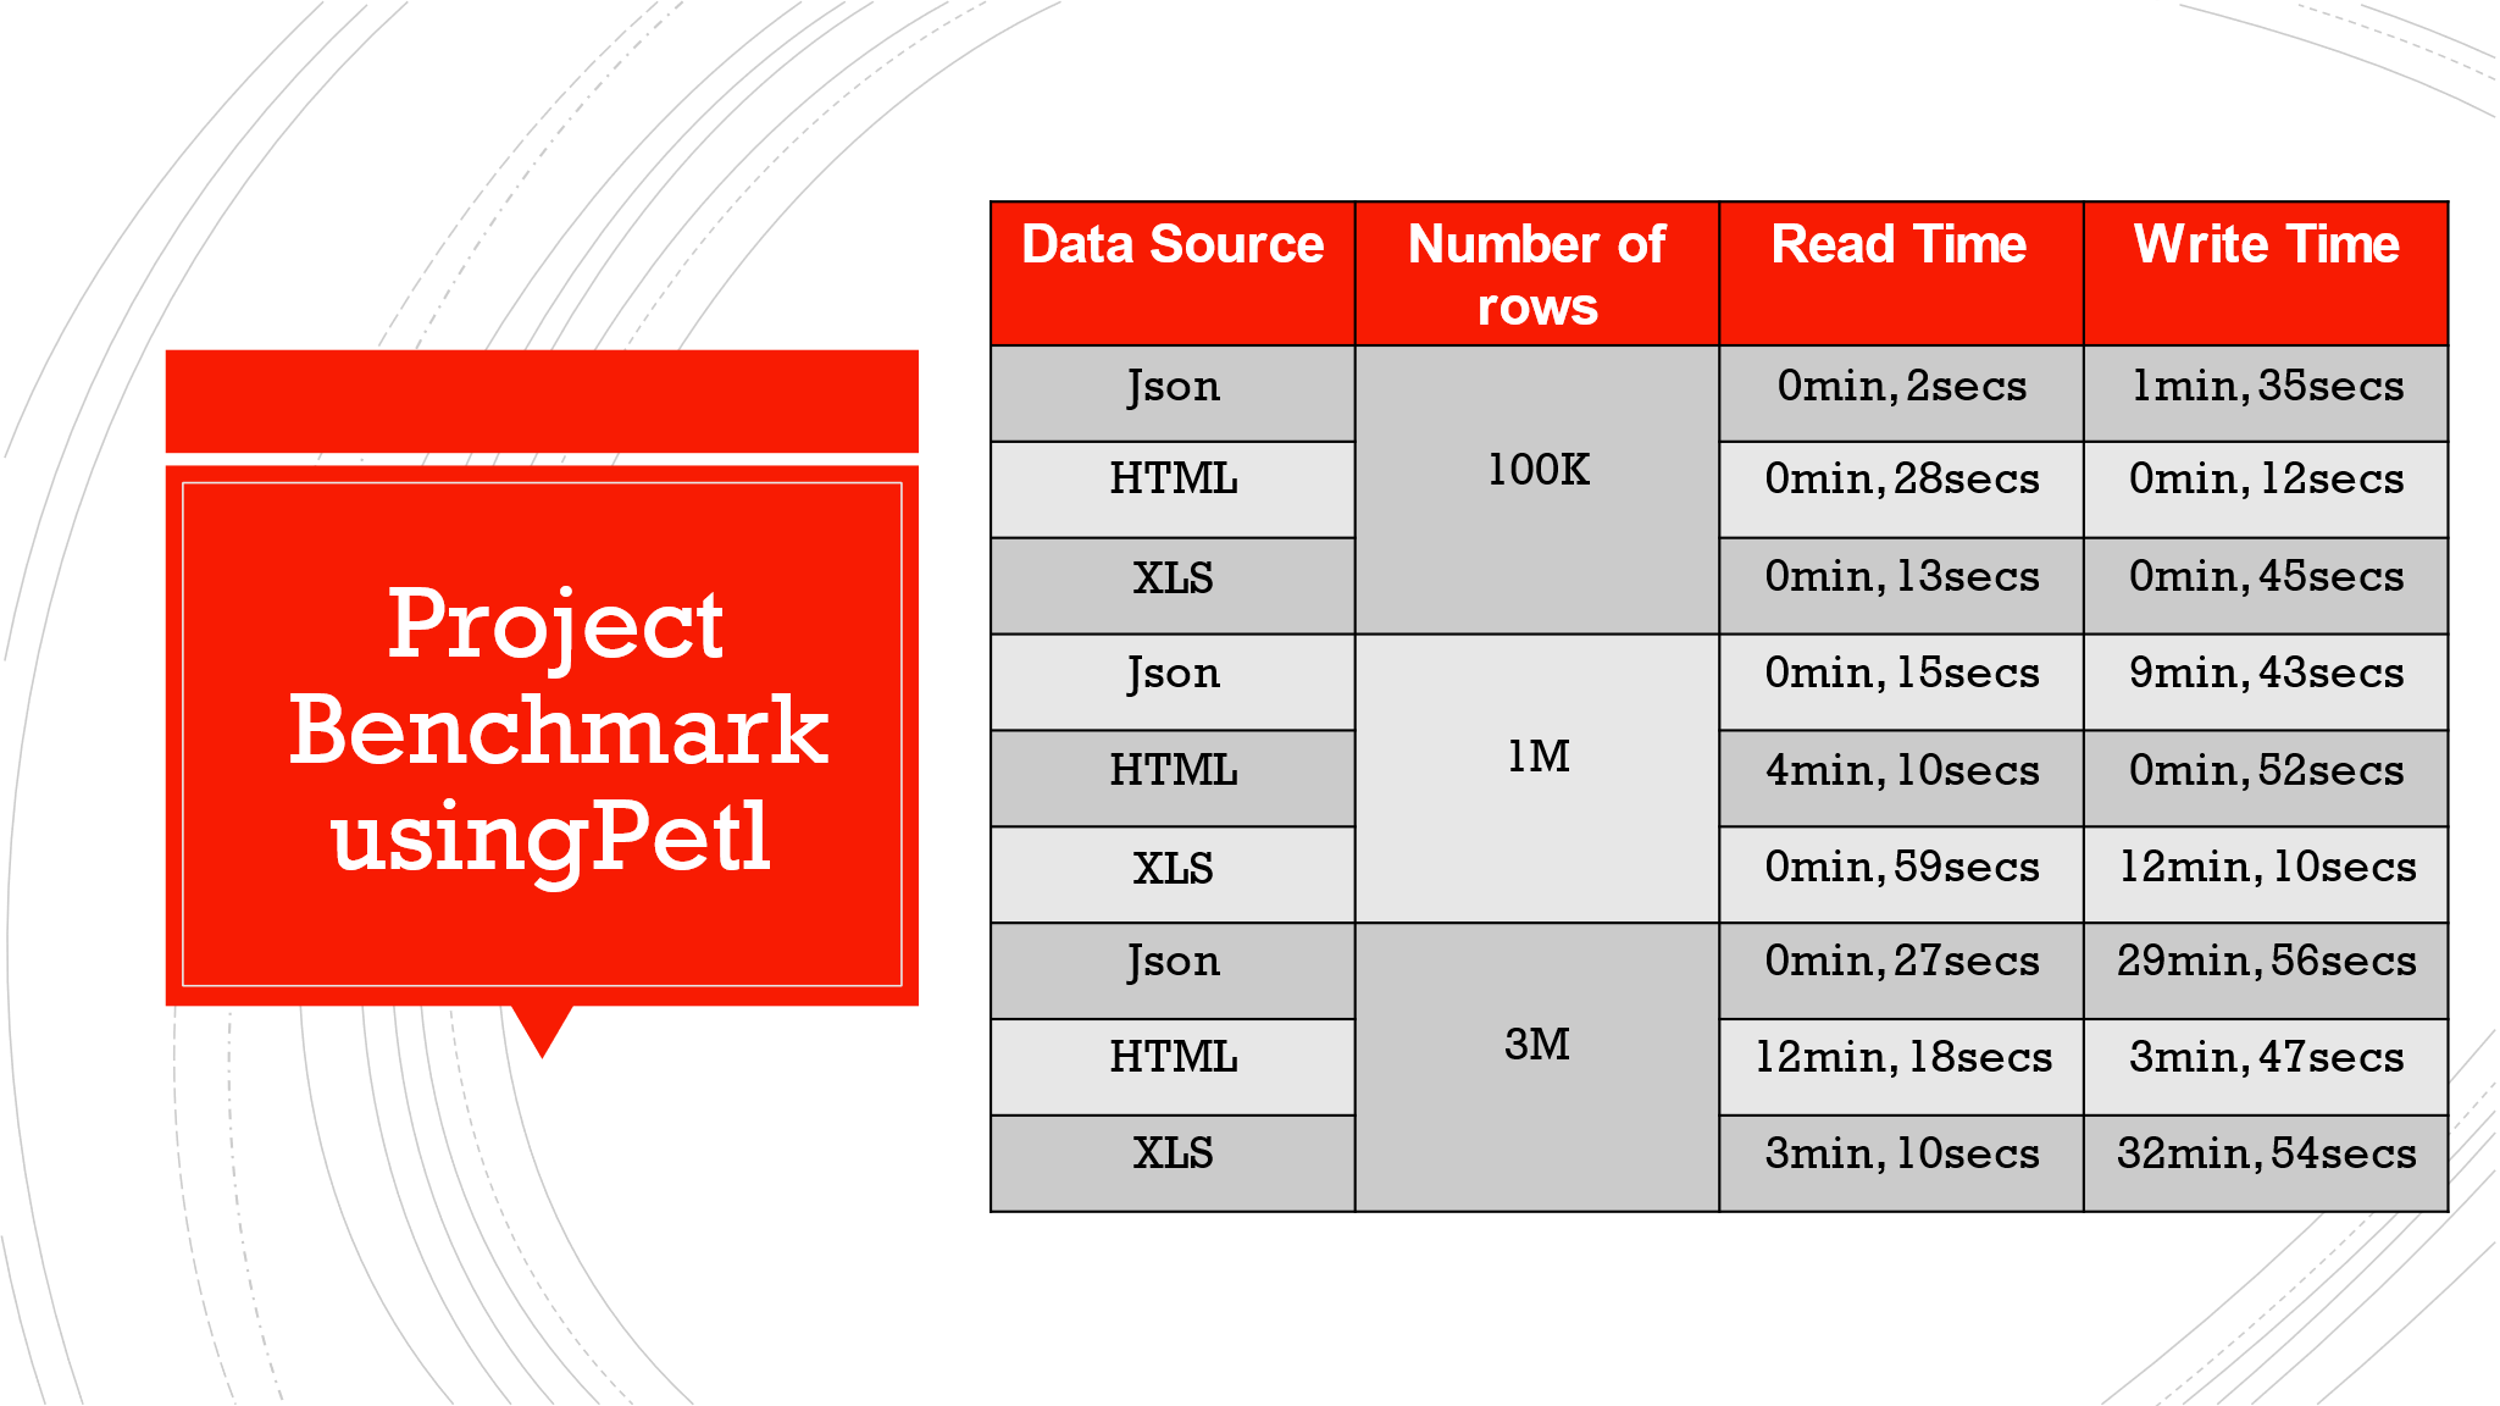 Project
Benchmark
usingPetl
Data Source Number of rows Read Time Write Time
Json 100K 0min, 2secs 1min, 35secs
HTML 0min, 28secs 0min, 12secs
XLS 0min, 13secs 0min, 45secs
Json 1M 0min, 15secs 9min, 43secs
HTML 4min, 10secs 0min, 52secs
XLS 0min, 59secs 12min, 10secs
Json 3M 0min, 27secs 29min, 56secs
HTML 12min, 18secs 3min, 47secs
XLS 3min, 10secs 32min, 54secs